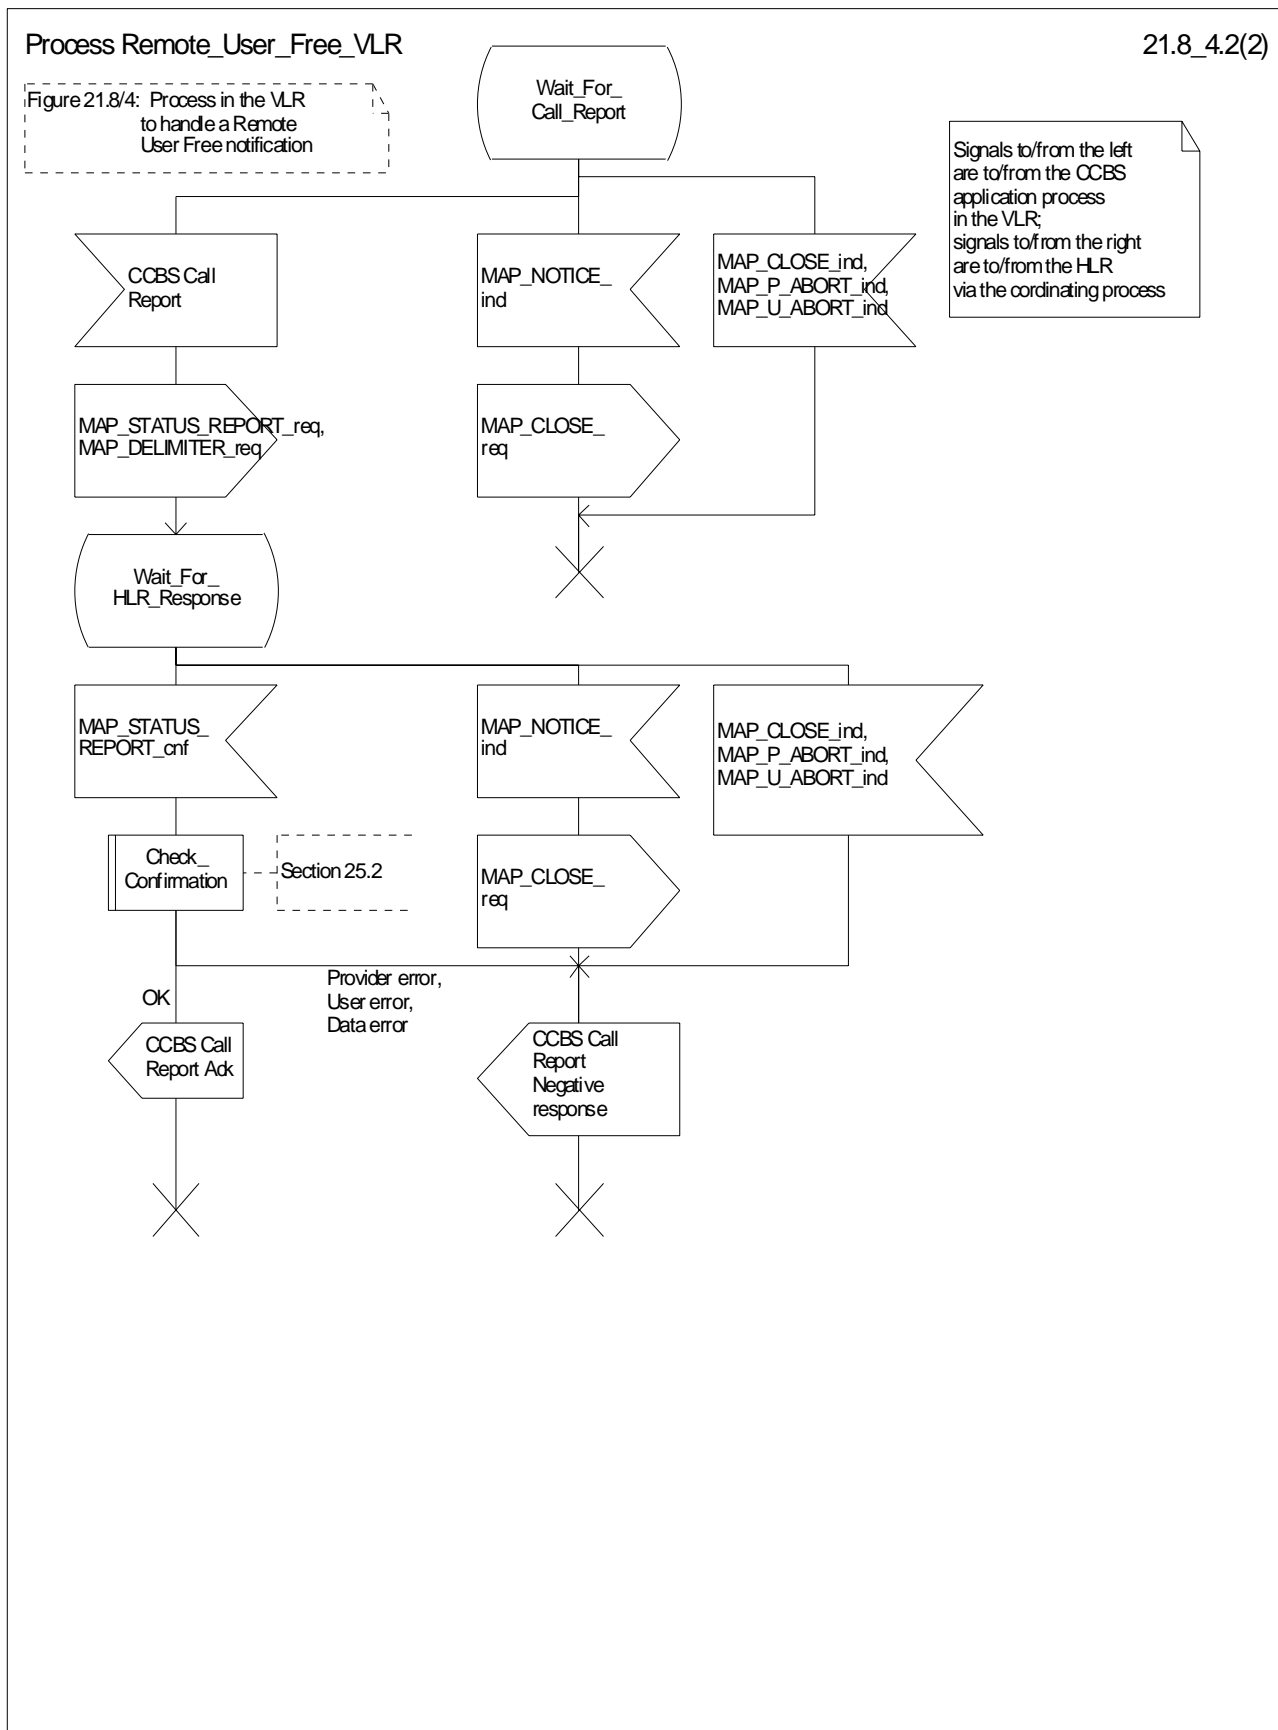 Process Remote_User_Free_VLR
21.8_4.2(2)
Figure 21.8/4: Process in the VLR
to handle a Remote
User Free notification
Wait_For_
Call_Report
Signals to/from the left
are to/from the CCBS
application process
in the VLR;
signals to/from the right
are to/from the HLR
via the cordinating process
CCBS Call
Report
MAP_NOTICE_
ind
MAP_CLOSE_ind,
MAP_P_ABORT_ind,
MAP_U_ABORT_ind
MAP_STATUS_REPORT_req,
MAP_DELIMITER_req
MAP_CLOSE_
req
Wait_For_
HLR_Response
MAP_STATUS_
REPORT_cnf
MAP_NOTICE_
ind
MAP_CLOSE_ind,
MAP_P_ABORT_ind,
MAP_U_ABORT_ind
Check_
Confirmation
Section 25.2
MAP_CLOSE_
req
Provider error,
User error,
Data error
OK
CCBS Call
Report Ack
CCBS Call
Report
Negative
response